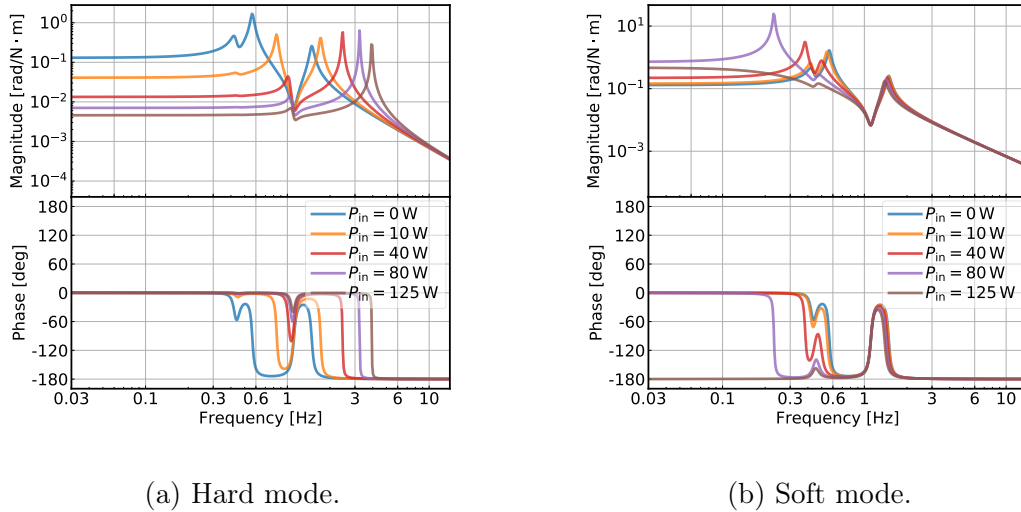 Magnitude [rad/N · m]
10⁰
10⁻¹
10⁻²
10⁻³
10⁻⁴
Phase [deg]
180
120
60
0
-60
-120
-180
P_in = 0 W
P_in = 10 W
P_in = 40 W
P_in = 80 W
P_in = 125 W
0.03 0.1 0.3 0.6 1 3 6 10
Frequency [Hz]
(a) Hard mode.
Magnitude [rad/N · m]
10¹
10⁻¹
10⁻³
Phase [deg]
180
120
60
0
-60
-120
-180
P_in = 0 W
P_in = 10 W
P_in = 40 W
P_in = 80 W
P_in = 125 W
0.03 0.1 0.3 0.6 1 3 6 10
Frequency [Hz]
(b) Soft mode.